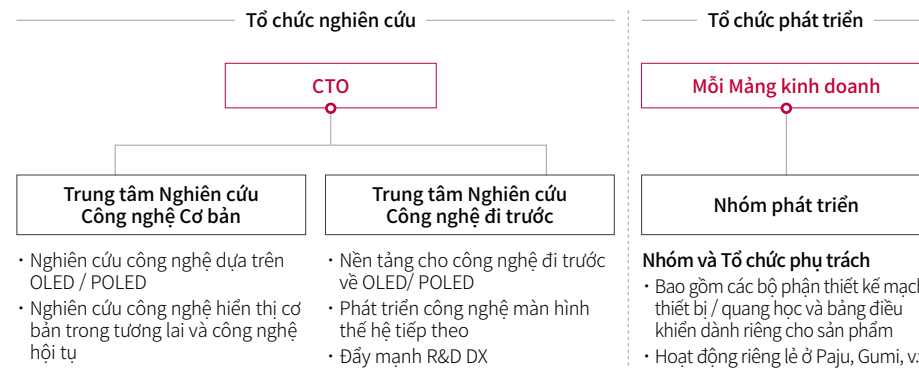 Tổ chức nghiên cứu
CTO
Trung tâm Nghiên cứu
Công nghệ Cơ bản
· Nghiên cứu công nghệ dựa trên
OLED / POLED
· Nghiên cứu công nghệ hiển thị cơ
bản trong tương lai và công nghệ
hội tụ
Trung tâm Nghiên cứu
Công nghệ đi trước
· Nền tảng cho công nghệ đi trước
về OLED/ POLED
· Phát triển công nghệ màn hình
thế hệ tiếp theo
· Đẩy mạnh R&D DX
Tổ chức phát triển
Mỗi Mảng kinh doanh
Nhóm phát triển
Nhóm và Tổ chức phụ trách
· Bao gồm các bộ phận thiết kế mạch
thiết bị / quang học và bảng điều
khiển dành riêng cho sản phẩm
· Hoạt động riêng lẻ ở Paju, Gumi, v.